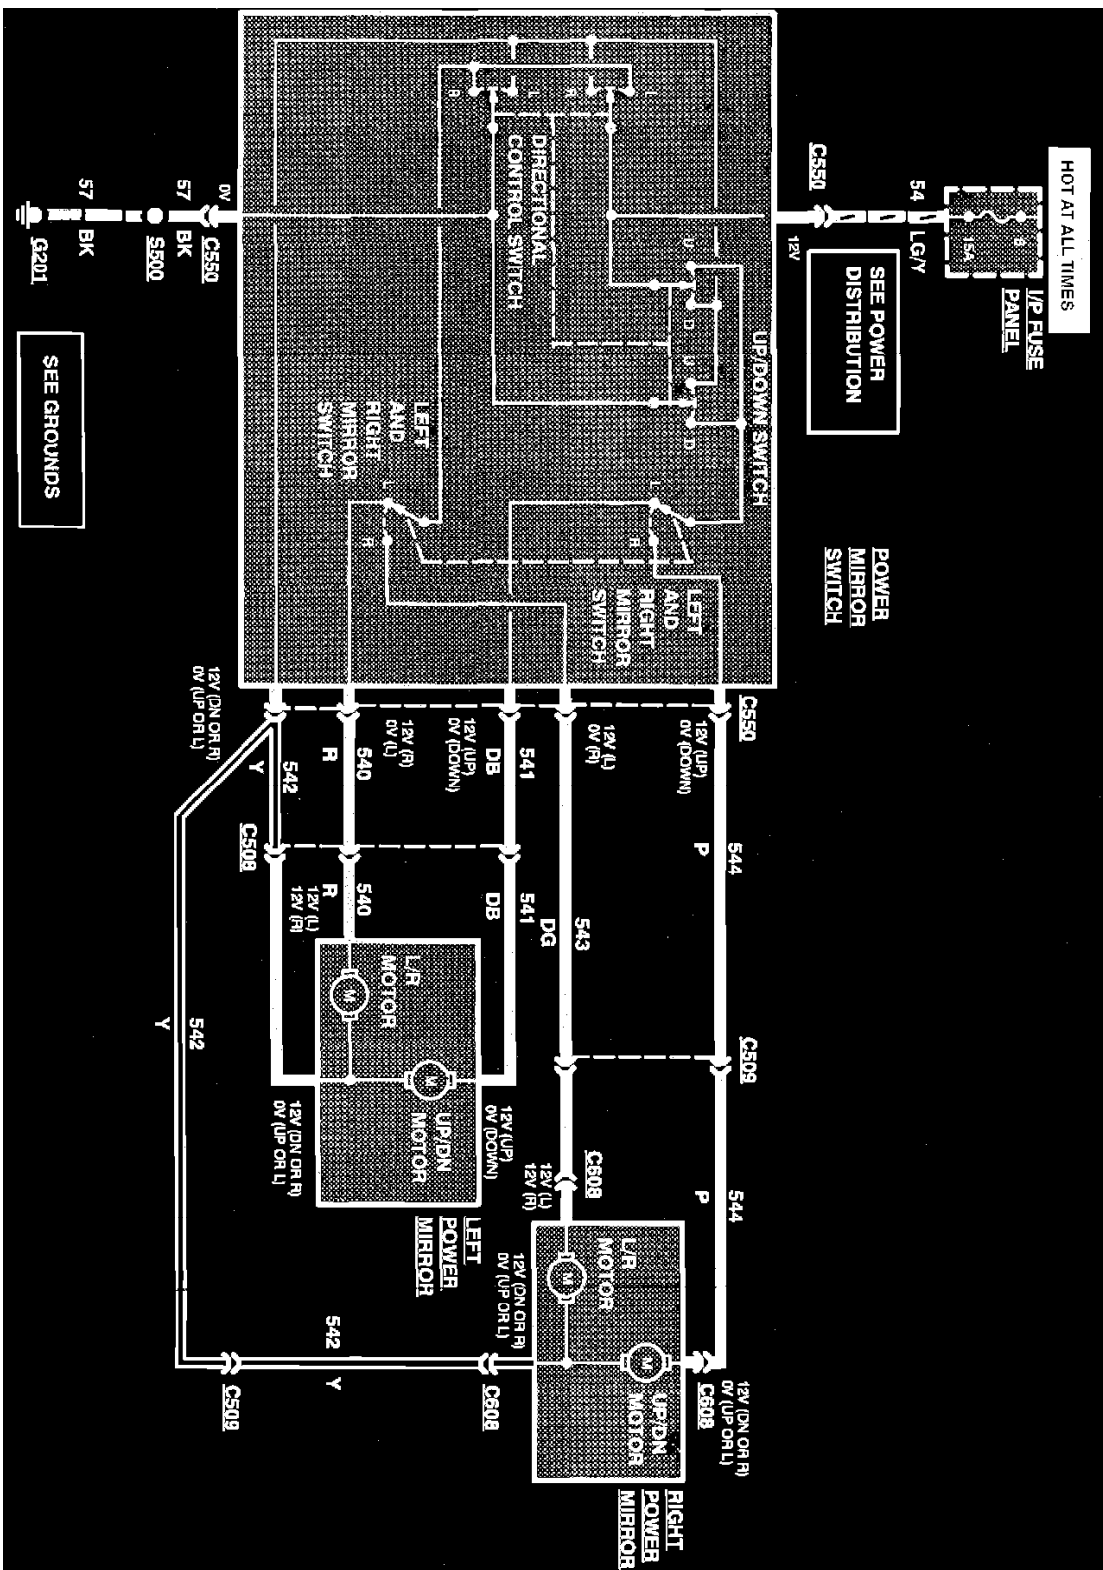 HOT AT ALL TIMES
I/P FUSE
PANEL
8
15A
54
LG/Y
C550
12V
SEE POWER
DISTRIBUTION
POWER
MIRROR
SWITCH
UP/DOWN SWITCH
U
D
U
D
R
L
R
L
DIRECTIONAL
CONTROL SWITCH
LEFT
AND
RIGHT
MIRROR
SWITCH
L
R
LEFT
AND
RIGHT
MIRROR
SWITCH
L
R
0V
C550
57
BK
S500
57
BK
G201
SEE GROUNDS
C550
12V (UP)
0V (DOWN)
12V (L)
0V (R)
12V (UP)
0V (DOWN)
12V (R)
0V (L)
12V (DN OR R)
0V (UP OR L)
544
P
541
DB
540
R
542
Y
C508
543
DG
541
DB
540
R
12V (L)
12V (R)
L/R
MOTOR
M
M
UP/DN
MOTOR
12V (UP)
0V (DOWN)
12V (DN OR R)
0V (UP OR L)
LEFT
POWER
MIRROR
542
Y
C509
C608
12V (L)
12V (R)
544
P
L/R
MOTOR
M
M
UP/DN
MOTOR
12V (DN OR R)
0V (UP OR L)
C608
12V (DN OR R)
0V (UP OR L)
542
Y
C509
C608
RIGHT
POWER
MIRROR